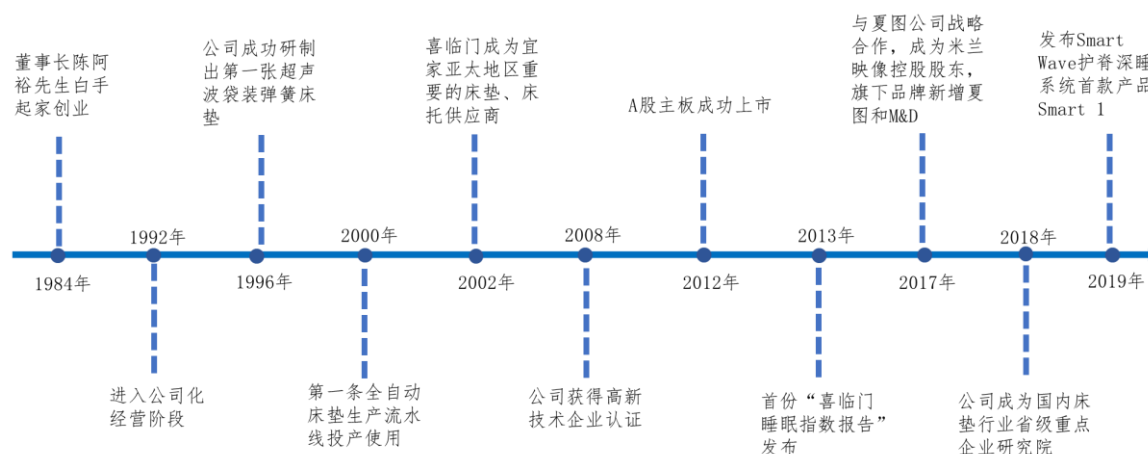 董事长陈阿
裕先生白手
起家创业
公司成功研制
出第一张超声
波袋装弹簧床
垫
喜临门成为宜
家亚太地区重
要的床垫、床
托供应商
A股主板成功上市
与夏图公司战略
合作，成为米兰
映像控股股东，
旗下品牌新增夏
图和M&D
发布Smart
Wave护脊深睡
系统首款产品
Smart 1
1992年
2000年
2008年
2013年
2018年
1984年
1996年
2002年
2012年
2017年
2019年
进入公司化
经营阶段
第一条全自动
床垫生产流水
线投产使用
公司获得高新
技术企业认证
首份“喜临门
睡眠指数报告”
发布
公司成为国内床
垫行业省级重点
企业研究院